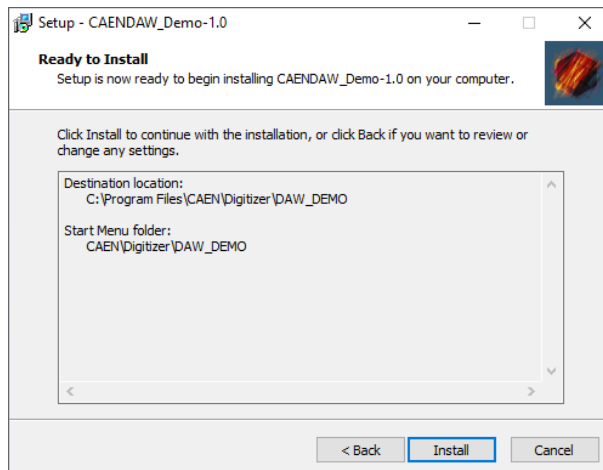 Setup - CAENDAW_Demo-1.0
Ready to Install
Setup is now ready to begin installing CAENDAW_Demo-1.0 on your computer.
Click Install to continue with the installation, or click Back if you want to review or
change any settings.
Destination location:
C:\Program Files\CAEN\Digitizer\DAW_DEMO
Start Menu folder:
CAEN\Digitizer\DAW_DEMO
< Back Install Cancel